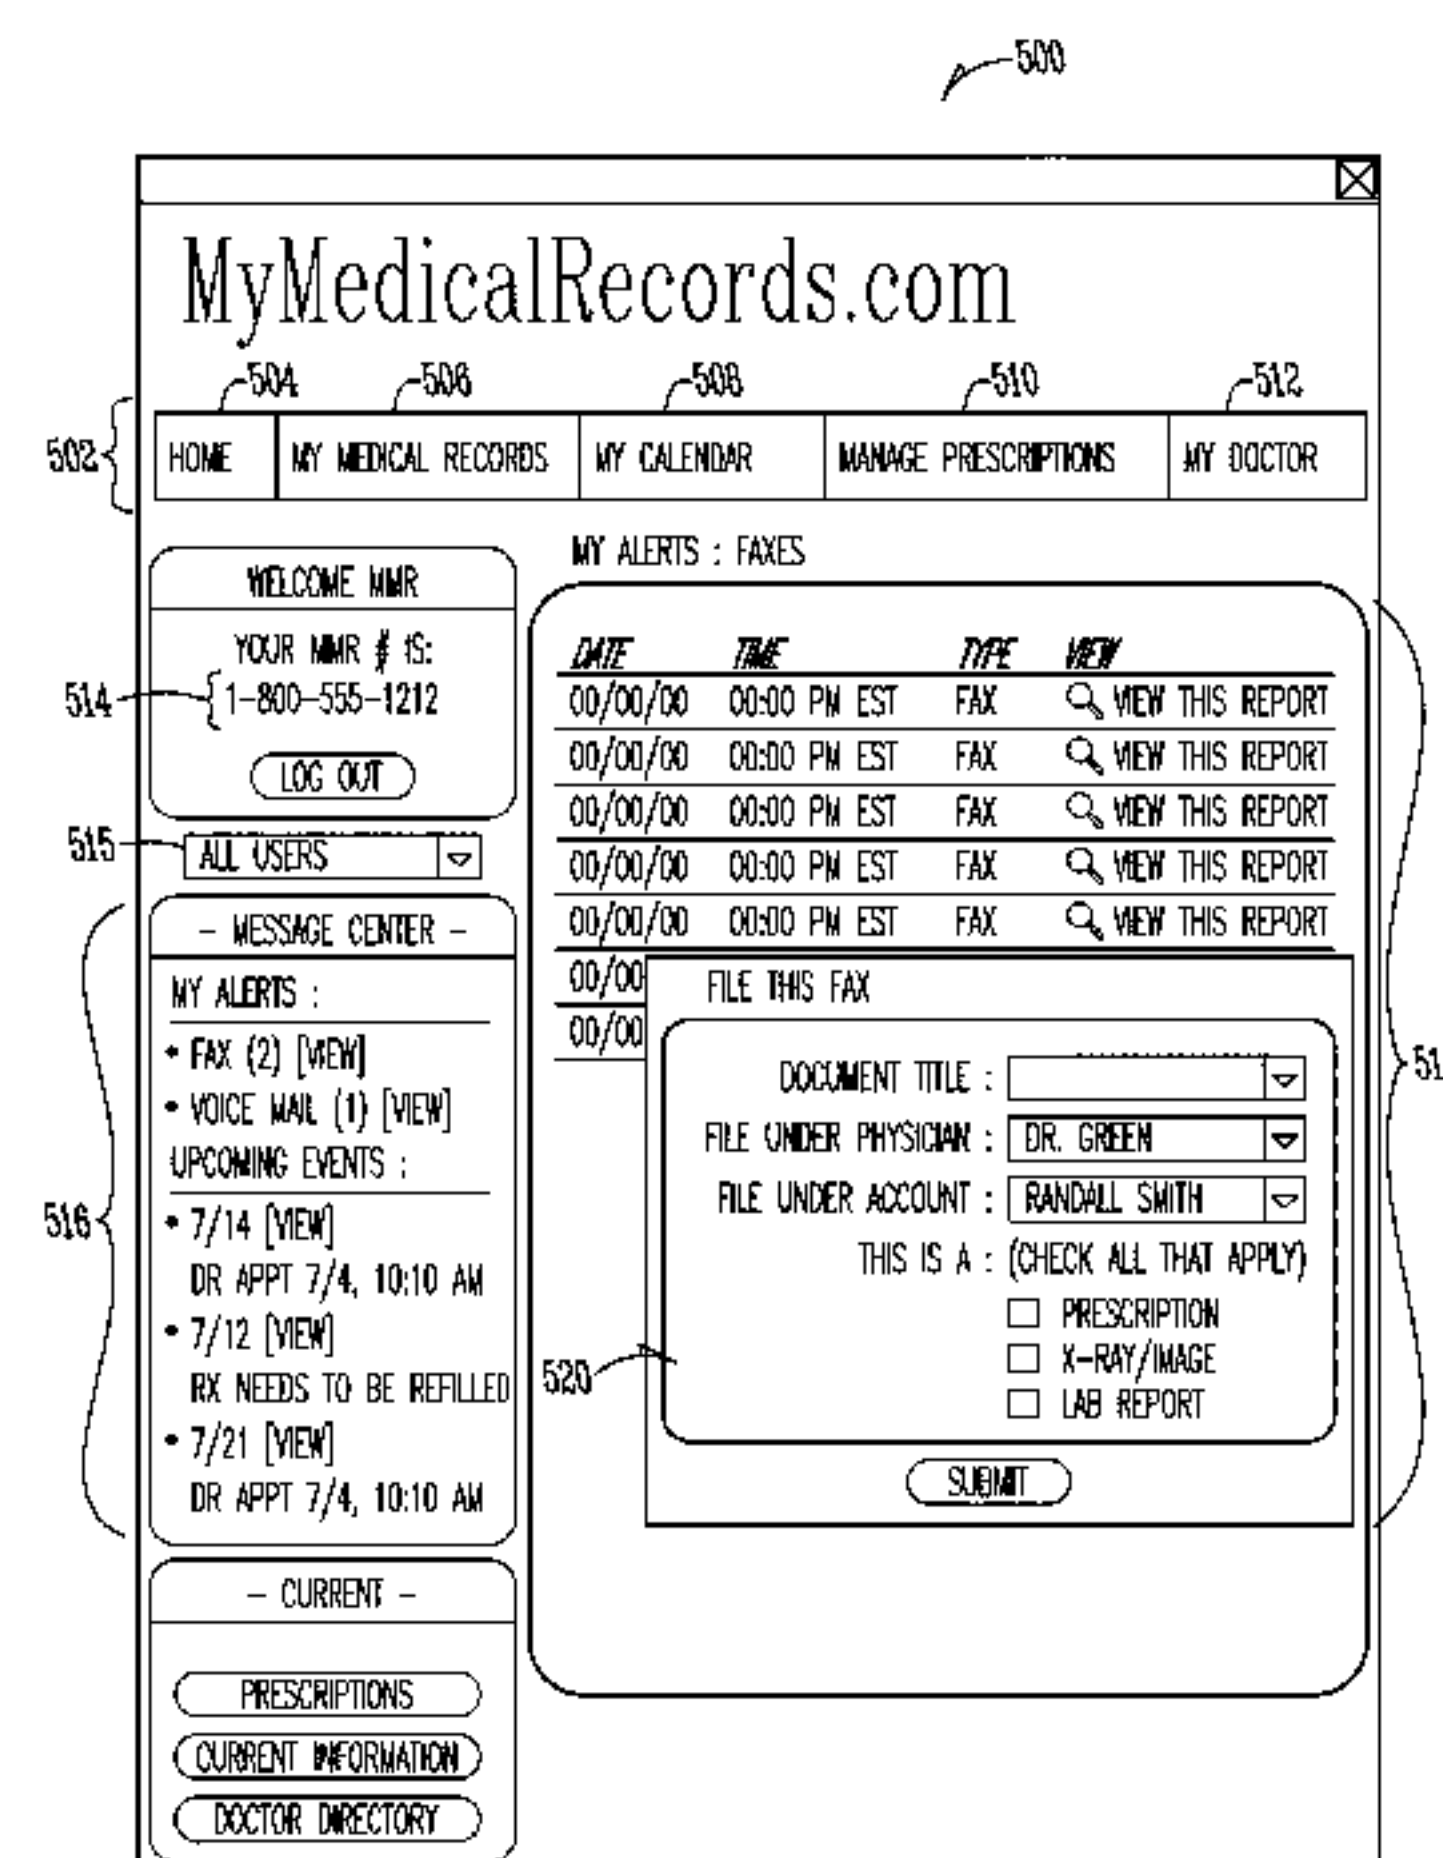 500
MyMedicalRecords.com
504 506 508 510 512
502
HOME MY MEDICAL RECORDS MY CALENDAR MANAGE PRESCRIPTIONS MY DOCTOR
WELCOME MMR
YOUR MMR # IS:
514
1-800-555-1212
LOG OUT
515
ALL USERS
516
- MESSAGE CENTER -
MY ALERTS :
• FAX (2) [VIEW]
• VOICE MAIL (1) [VIEW]
UPCOMING EVENTS :
• 7/14 [VIEW]
DR APPT 7/4, 10:10 AM
• 7/12 [VIEW]
RX NEEDS TO BE REFILLED
• 7/21 [VIEW]
DR APPT 7/4, 10:10 AM
- CURRENT -
PRESCRIPTIONS
CURRENT INFORMATION
DOCTOR DIRECTORY
MY ALERTS : FAXES
DATE TIME TYPE VIEW
00/00/00 00:00 PM EST FAX VIEW THIS REPORT
00/00/00 00:00 PM EST FAX VIEW THIS REPORT
00/00/00 00:00 PM EST FAX VIEW THIS REPORT
00/00/00 00:00 PM EST FAX VIEW THIS REPORT
00/00/00 00:00 PM EST FAX VIEW THIS REPORT
00/00
00/00
FILE THIS FAX
DOCUMENT TITLE :
FILE UNDER PHYSICIAN : DR. GREEN
FILE UNDER ACCOUNT : RANDALL SMITH
THIS IS A : (CHECK ALL THAT APPLY)
PRESCRIPTION
X-RAY/IMAGE
LAB REPORT
520
SUBMIT